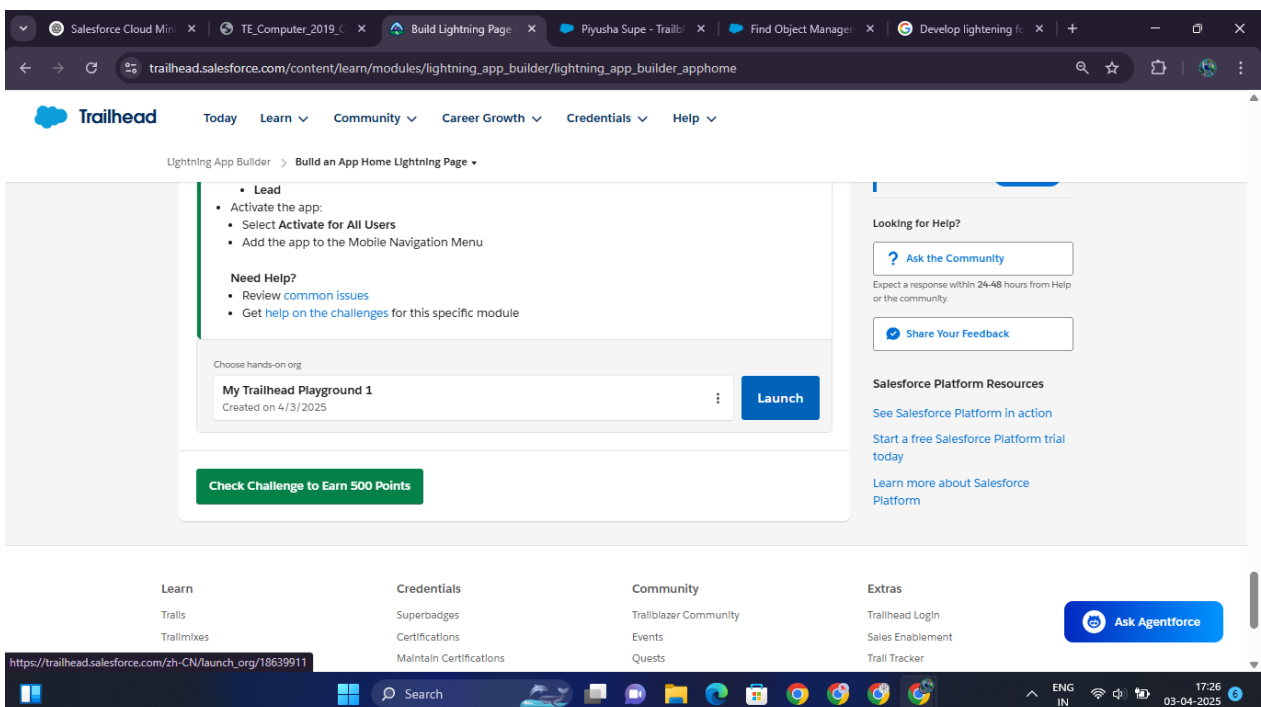 Salesforce Cloud Min
TE_Computer_2019_C
Build Lightning Page
Piyusha Supe - Trailbl
Find Object Manager
Develop lightening fo
trailhead.salesforce.com/content/learn/modules/lightning_app_builder/lightning_app_builder_apphome
Trailhead
Today Learn Community Career Growth Credentials Help
Lightning App Builder > Build an App Home Lightning Page
• Lead
• Activate the app:
• Select Activate for All Users
• Add the app to the Mobile Navigation Menu
Need Help?
• Review common issues
• Get help on the challenges for this specific module
Choose hands-on org
My Trailhead Playground 1
Created on 4/3/2025
Launch
Check Challenge to Earn 500 Points
Looking for Help?
? Ask the Community
Expect a response within 24-48 hours from Help
or the community.
Share Your Feedback
Salesforce Platform Resources
See Salesforce Platform in action
Start a free Salesforce Platform trial
today
Learn more about Salesforce
Platform
Learn
Trails
Trailmixes
Credentials
Superbadges
Certifications
Maintain Certifications
Community
Trailblazer Community
Events
Quests
Extras
Trailhead Login
Sales Enablement
Trail Tracker
Ask Agentforce
https://trailhead.salesforce.com/zh-CN/launch_org/18639911
Search
ENG
IN
17:26
03-04-2025
6